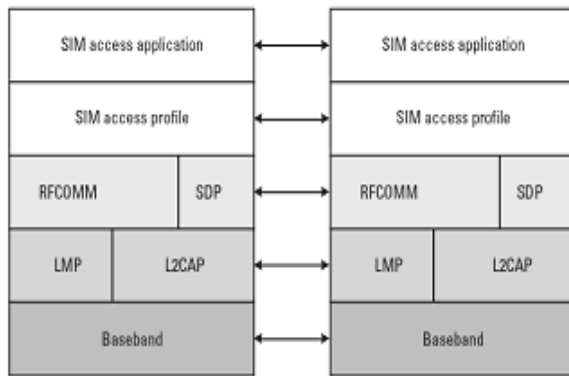 SIM access application SIM access application
SIM access profile SIM access profile
RFCOMM SDP RFCOMM SDP
LMP L2CAP LMP L2CAP
Baseband Baseband